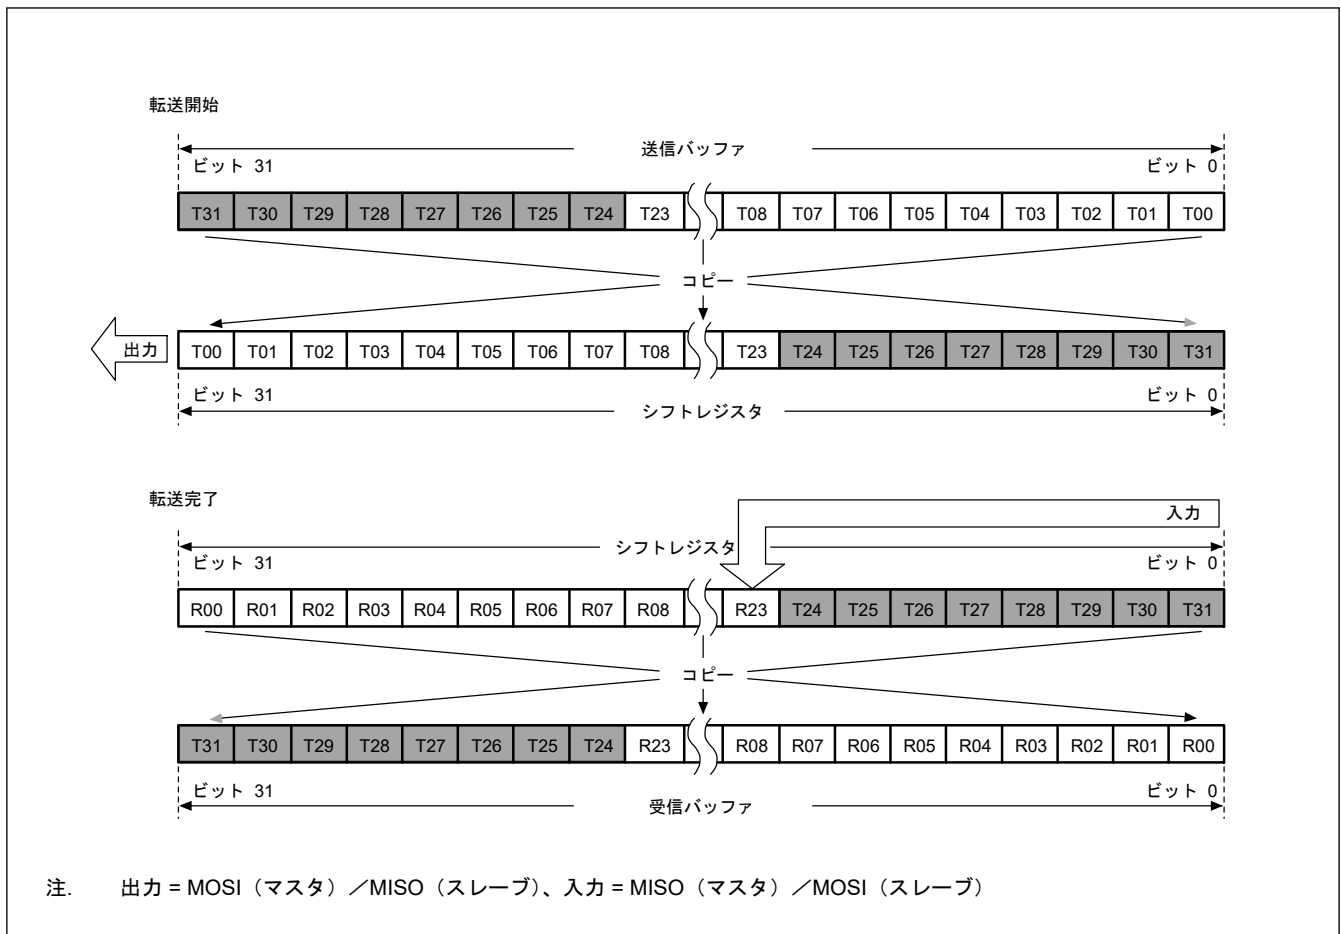 転送開始
送信バッファ
ビット 31 ビット 0
T31 T30 T29 T28 T27 T26 T25 T24 T23 T08 T07 T06 T05 T04 T03 T02 T01 T00
コピー
出力 T00 T01 T02 T03 T04 T05 T06 T07 T08 T23 T24 T25 T26 T27 T28 T29 T30 T31
ビット 31 ビット 0
シフトレジスタ
転送完了
入力
シフトレジスタ
ビット 31 ビット 0
R00 R01 R02 R03 R04 R05 R06 R07 R08 R23 T24 T25 T26 T27 T28 T29 T30 T31
コピー
T31 T30 T29 T28 T27 T26 T25 T24 R23 R08 R07 R06 R05 R04 R03 R02 R01 R00
ビット 31 ビット 0
受信バッファ
注. 出力 = MOSI（マスタ）／MISO（スレーブ）、入力 = MISO（マスタ）／MOSI（スレーブ）